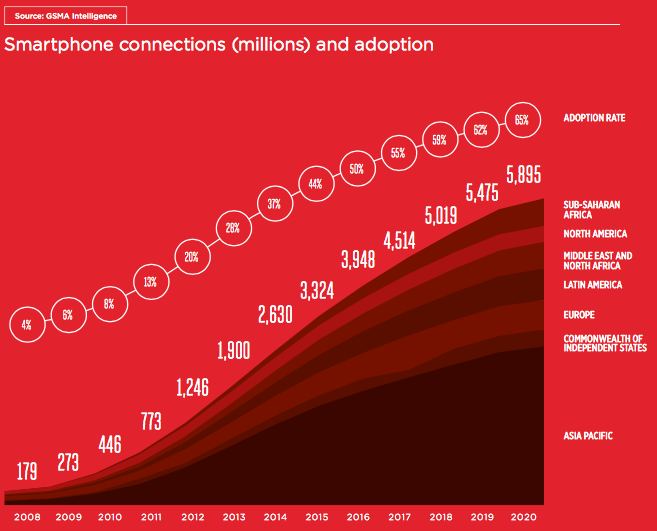 Source: GSMA Intelligence
Smartphone connections (millions) and adoption
4%
6%
8%
13%
20%
28%
37%
44%
50%
55%
59%
62%
65%
ADOPTION RATE
179
273
446
773
1,246
1,900
2,630
3,324
3,948
4,514
5,019
5,475
5,895
SUB-SAHARAN
AFRICA
NORTH AMERICA
MIDDLE EAST AND
NORTH AFRICA
LATIN AMERICA
EUROPE
COMMONWEALTH OF
INDEPENDENT STATES
ASIA PACIFIC
2008 2009 2010 2011 2012 2013 2014 2015 2016 2017 2018 2019 2020